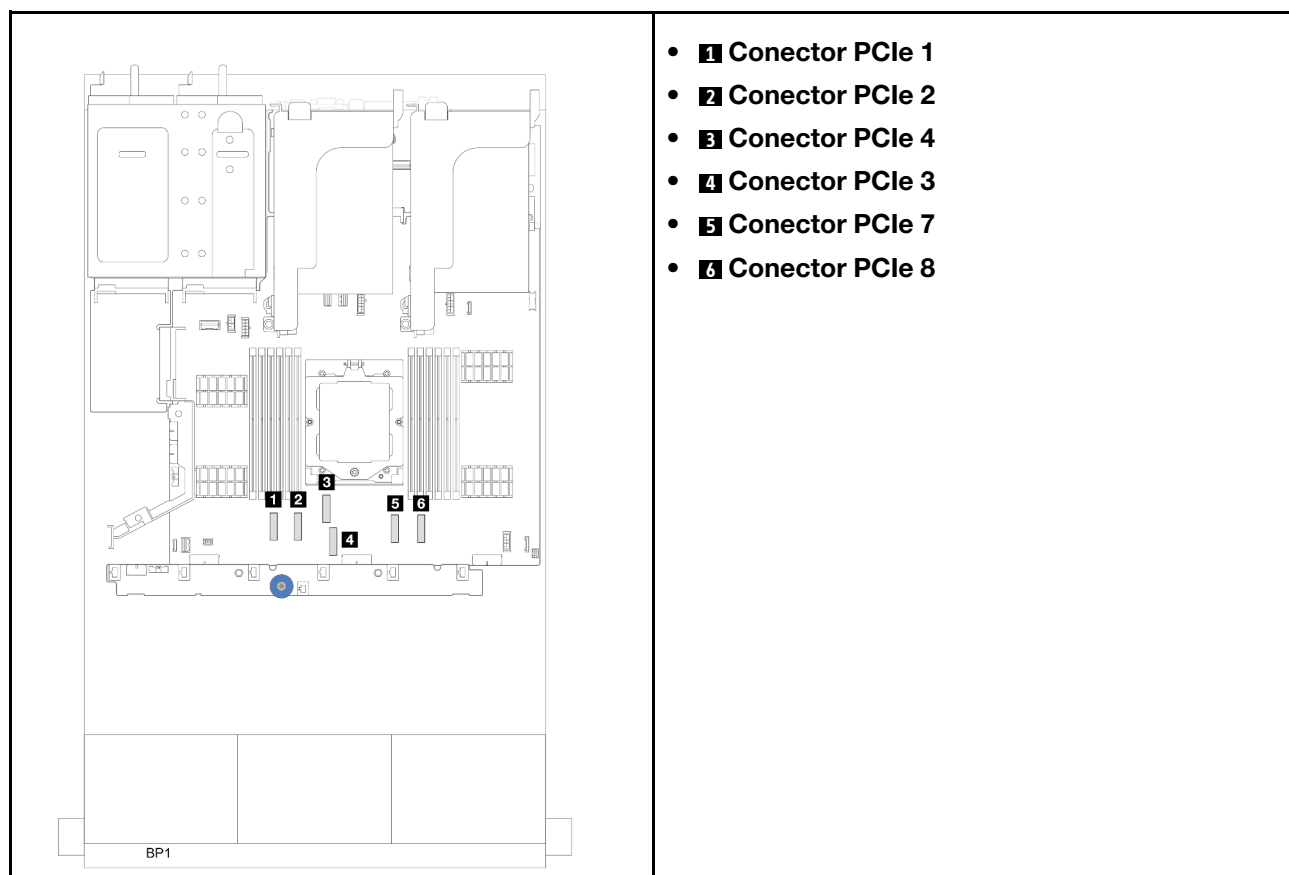 • 1 Conector PCIe 1
• 2 Conector PCIe 2
• 3 Conector PCIe 4
• 4 Conector PCIe 3
• 5 Conector PCIe 7
• 6 Conector PCIe 8
3
1 2 5 6
4
BP1